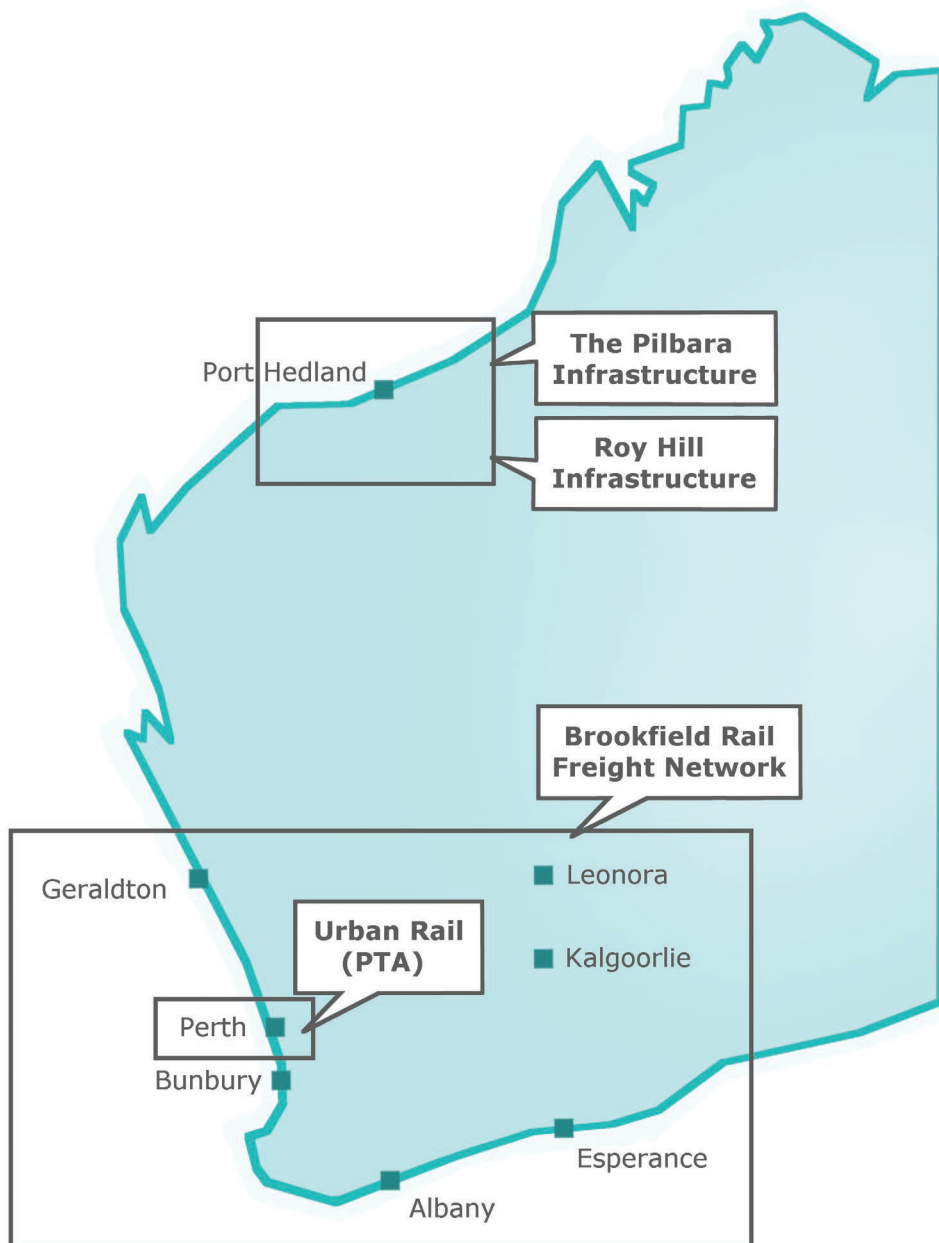 The Pilbara
Infrastructure
Port Hedland
Roy Hill
Infrastructure
Brookfield Rail
Freight Network
Geraldton
Leonora
Urban Rail
(PTA)
Kalgoorlie
Perth
Bunbury
Esperance
Albany